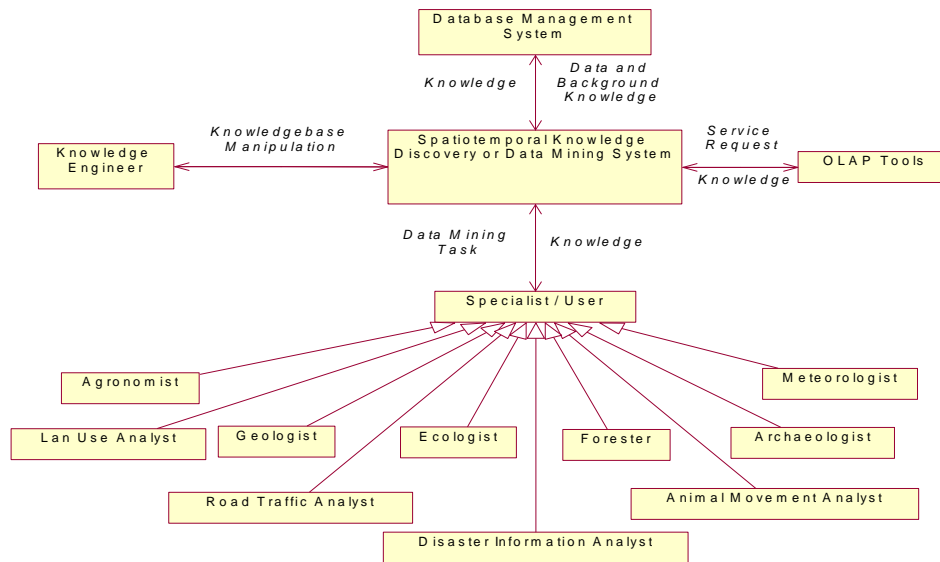 Database Management
System
Knowledge
Data and
Background
Knowledge
Knowledgebase
Manipulation
Spatiotemporal Knowledge
Discovery or Data Mining System
Service
Request
Knowledge
Engineer
OLAP Tools
Knowledge
Data Mining
Task
Knowledge
Specialist / User
Agronomist
Meteorologist
Lan Use Analyst
Geologist
Ecologist
Forester
Archaeologist
Road Traffic Analyst
Animal Movement Analyst
Disaster Information Analyst